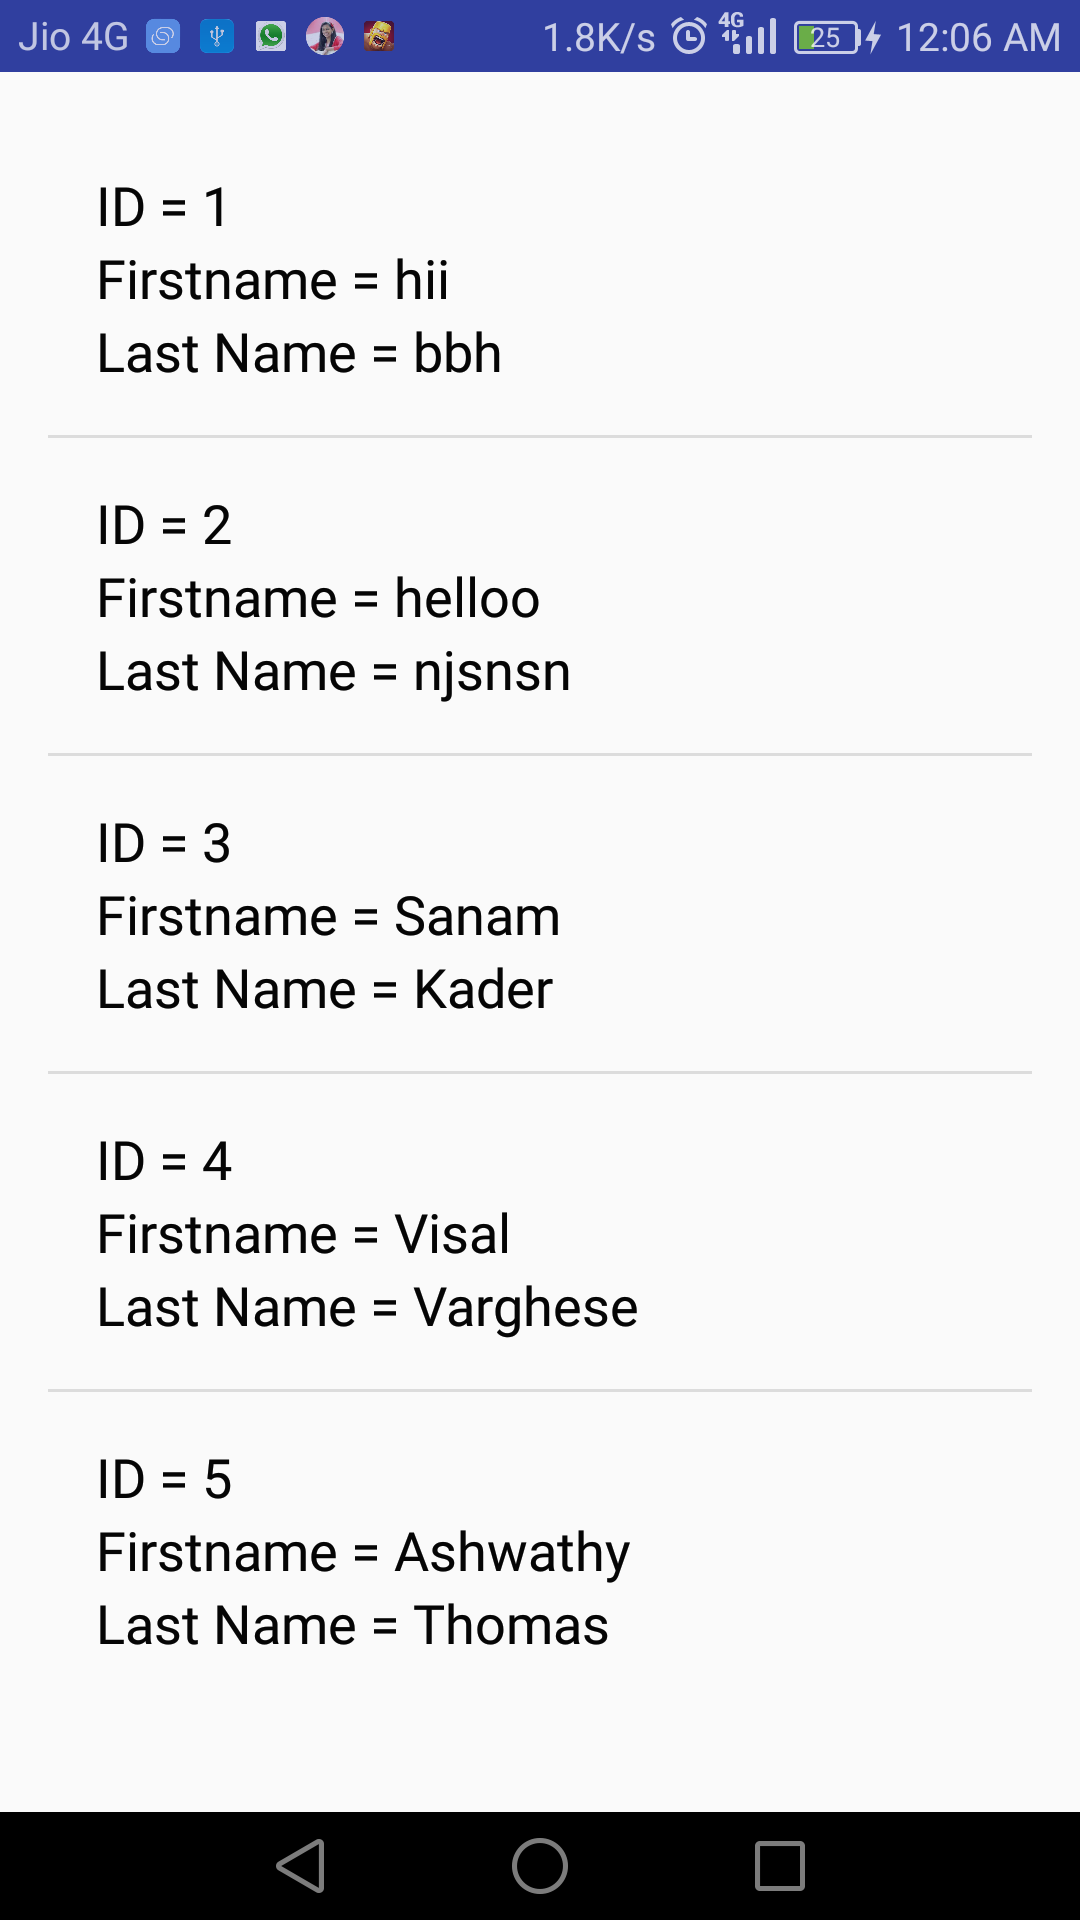 Jio 4G 1.8K/s 4G 25 12:06 AM
ID = 1
Firstname = hii
Last Name = bbh
ID = 2
Firstname = helloo
Last Name = njsnsn
ID = 3
Firstname = Sanam
Last Name = Kader
ID = 4
Firstname = Visal
Last Name = Varghese
ID = 5
Firstname = Ashwathy
Last Name = Thomas